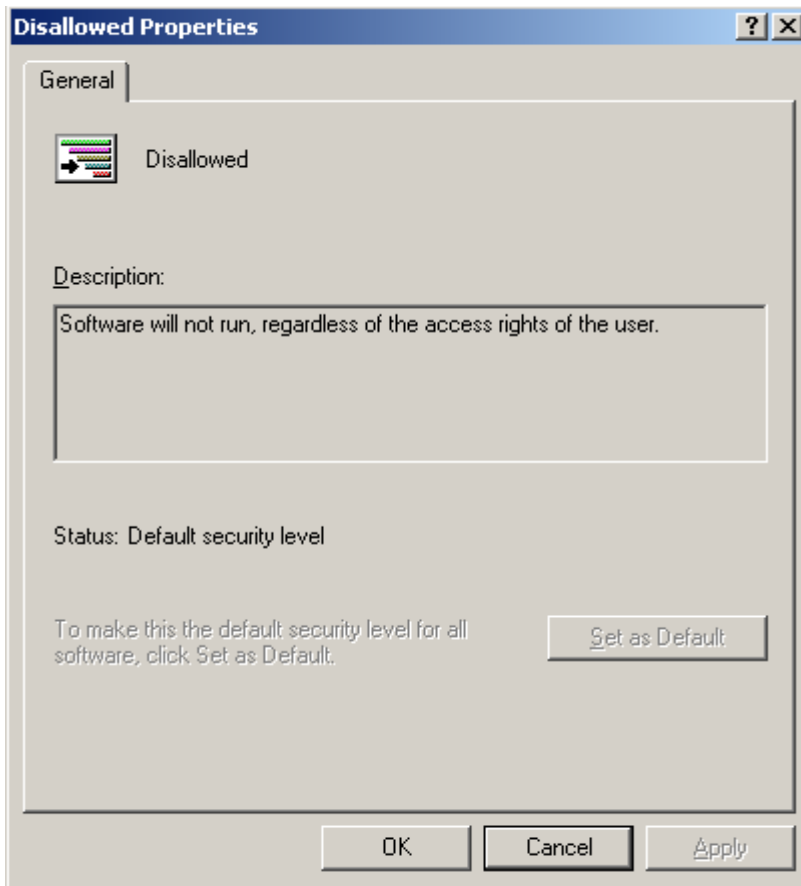 Disallowed Properties
General
Disallowed
Description:
Software will not run, regardless of the access rights of the user.
Status: Default security level
To make this the default security level for all
software, click Set as Default.
Set as Default
OK
Cancel
Apply